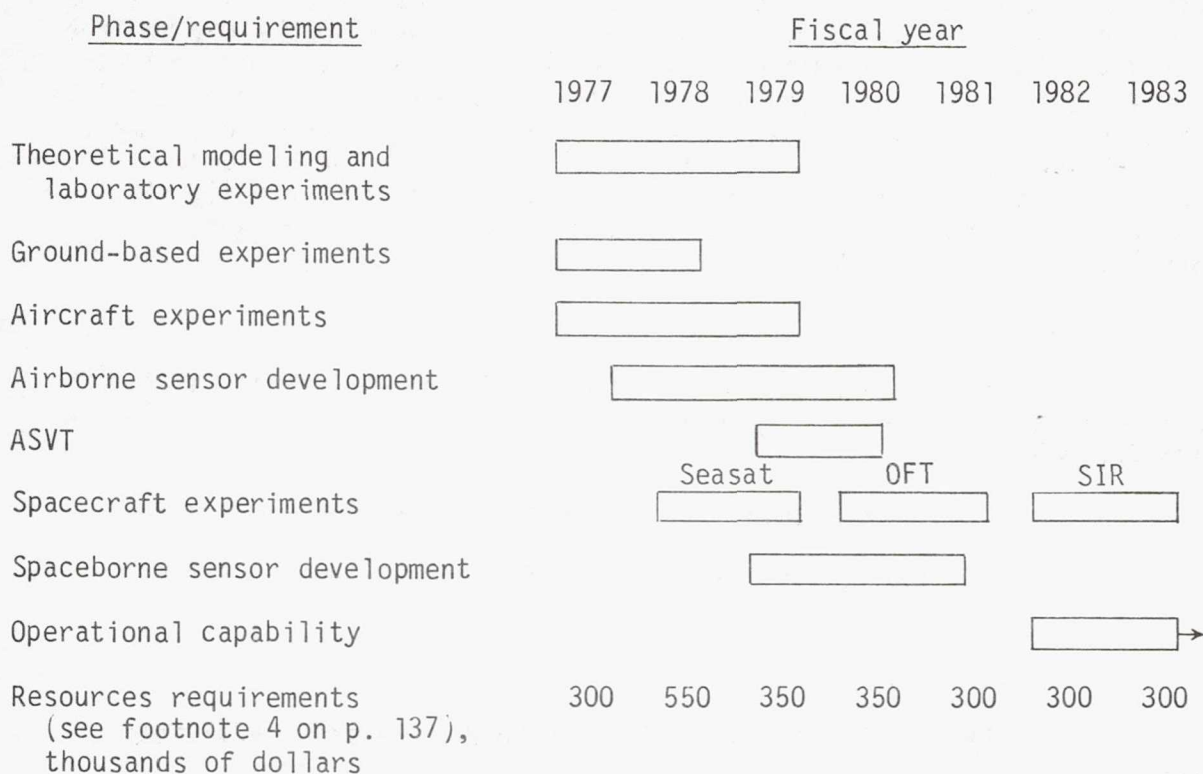 Phase/requirement Fiscal year
1977 1978 1979 1980 1981 1982 1983
Theoretical modeling and
laboratory experiments
Ground-based experiments
Aircraft experiments
Airborne sensor development
ASVT
Seasat OFT SIR
Spacecraft experiments
Spaceborne sensor development
Operational capability
Resources requirements 300 550 350 350 300 300 300
(see footnote 4 on p. 137),
thousands of dollars